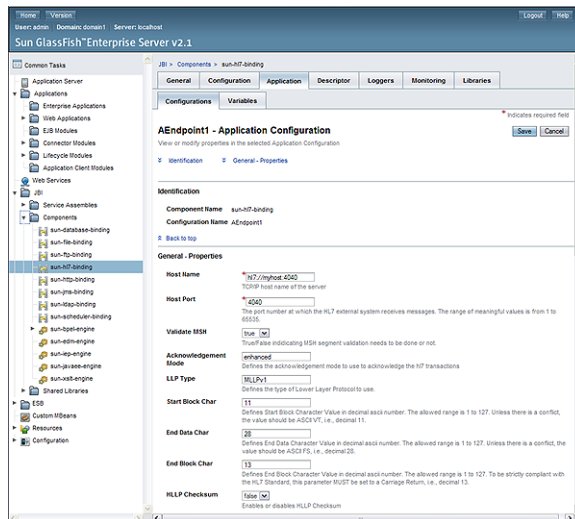 Home Version Logout Help
User: admin Domain: domain1 Server: localhost
Sun GlassFish™ Enterprise Server v2.1
Common Tasks
Application Server
Applications
Enterprise Applications
Web Applications
EJB Modules
Connector Modules
Lifecycle Modules
Application Client Modules
Web Services
JBI
Service Assemblies
Components
sun-database-binding
sun-file-binding
sun-ftp-binding
sun-hl7-binding
sun-http-binding
sun-jms-binding
sun-ldap-binding
sun-scheduler-binding
sun-bpel-engine
sun-edm-engine
sun-iep-engine
sun-javaee-engine
sun-xslt-engine
Shared Libraries
ESB
Custom MBeans
Resources
Configuration
JBI > Components > sun-hl7-binding
General Configuration Application Descriptor Loggers Monitoring Libraries
Configurations Variables
* Indicates required field
AEndpoint1 - Application Configuration
Save Cancel
View or modify properties in the selected Application Configuration
Identification General - Properties
Identification
Component Name sun-hl7-binding
Configuration Name AEndpoint1
Back to top
General - Properties
Host Name * hl7://myhost:4040
TCP/IP host name of the server
Host Port * 4040
The port number at which the HL7 external system receives messages. The range of meaningful values is from 1 to
65535.
Validate MSH true
True/False indidicating MSH segment validation needs to be done or not.
Acknowledgement
Mode enhanced
Defines the acknowledgement mode to use to acknowledge the hl7 transactions
LLP Type MLLPv1
Defines the type of Lower Layer Protocol to use.
Start Block Char 11
Defines Start Block Character Value in decimal ascii number. The allowed range is 1 to 127. Unless there is a conflict,
the value should be ASCII VT, i.e., decimal 11.
End Data Char 28
Defines End Data Character Value in decimal ascii number. The allowed range is 1 to 127. Unless there is a conflict, the
value should be ASCII FS, i.e., decimal 28.
End Block Char 13
Defines End Block Character Value in decimal ascii number. The allowed range is 1 to 127. To be strictly compliant with
the HL7 Standard, this parameter MUST be set to a Carriage Return, i.e., decimal 13.
HLLP Checksum false
Enables or disables HLLP Checksum